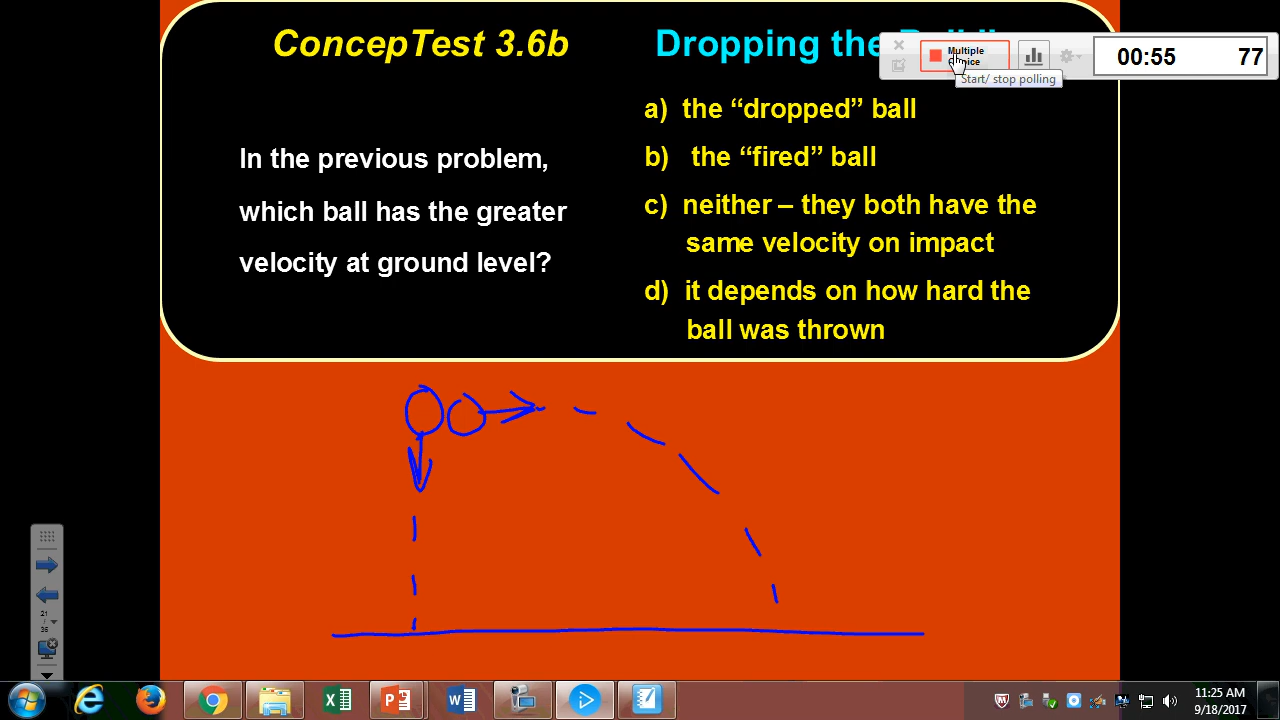 ConcepTest 3.6b
Dropping the
Multiple
Choice
00:55 77
Start/ stop polling
In the previous problem,
which ball has the greater
velocity at ground level?
a) the “dropped” ball
b) the “fired” ball
c) neither – they both have the
same velocity on impact
d) it depends on how hard the
ball was thrown
21
/
35
11:25 AM
9/18/2017